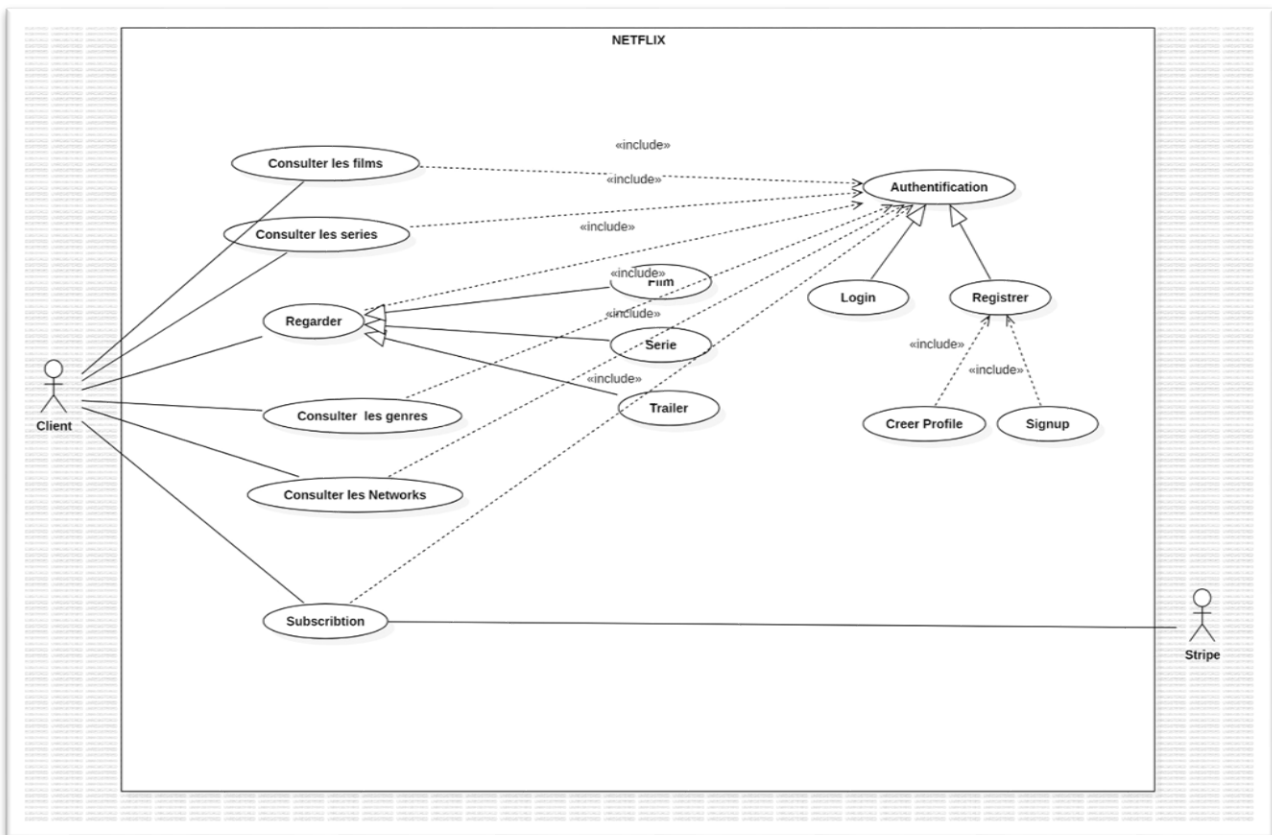 NETFLIX
«include»
Consulter les films
«include»
Authentification
«include»
Consulter les series
«include»
Film
Login
Registrer
Regarder
«include»
Serie
«include»
«include»
«include»
Trailer
Consulter  les genres
Creer Profile
Signup
Client
Consulter les Networks
Subscribtion
Stripe